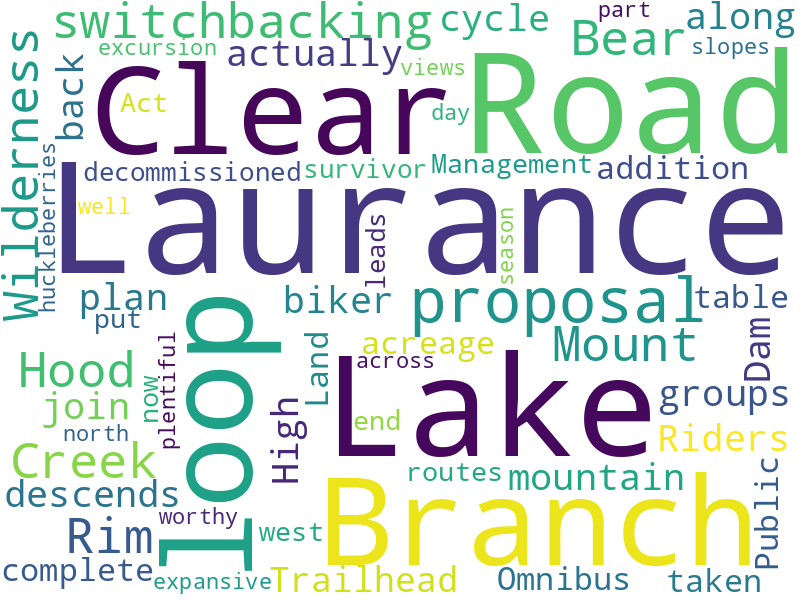 part
switchbacking
cycle
along
Bear
excursion
actually
slopes
views
Wilderness
back
Clear
Road
Act
day
huckleberries
decommissioned
survivor
Management
addition
Laurance
well
leads
season
plan
biker
proposal
table
put
loop
Mount
Dam
Land
acreage
plentiful
across
Hood
Lake
now
join
High
groups
end
north
Riders
Creek
routes
mountain
Public
descends
Branch
worthy
Rim
west
complete
expansive
Trailhead
Omnibus
taken